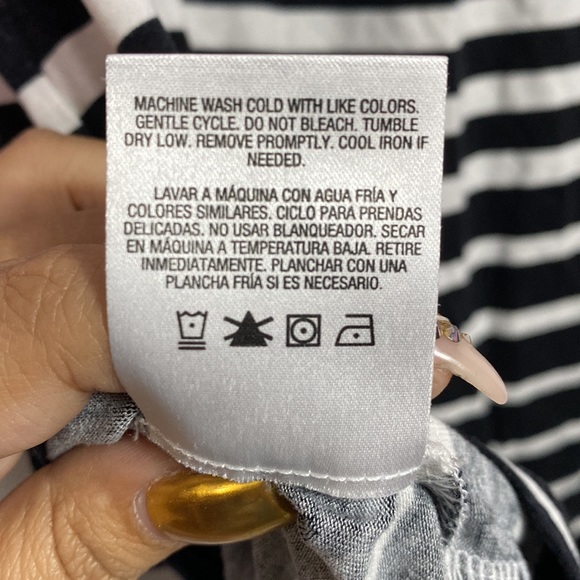 MACHINE WASH COLD WITH LIKE COLORS.
GENTLE CYCLE. DO NOT BLEACH. TUMBLE
DRY LOW. REMOVE PROMPTLY. COOL IRON IF
NEEDED.
LAVAR A MÁQUINA CON AGUA FRÍA Y
COLORES SIMILARES. CICLO PARA PRENDAS
DELICADAS. NO USAR BLANQUEADOR. SECAR
EN MÁQUINA A TEMPERATURA BAJA. RETIRE
INMEDIATAMENTE. PLANCHAR CON UNA
PLANCHA FRÍA SI ES NECESARIO.